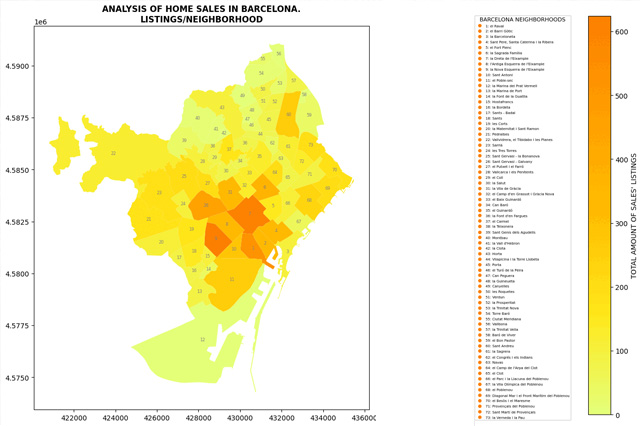 ANALYSIS OF HOME SALES IN BARCELONA.
LISTINGS/NEIGHBORHOOD
1e6
4.5900
4.5875
4.5850
4.5825
4.5800
4.5775
4.5750
422000
424000
426000
428000
430000
432000
434000
436000
BARCELONA NEIGHBORHOODS
1: el Raval
2: el Barri Gòtic
3: la Barceloneta
4: Sant Pere, Santa Caterina i la Ribera
5: el Fort Pienc
6: la Sagrada Família
7: la Dreta de l'Eixample
8: l'Antiga Esquerra de l'Eixample
9: la Nova Esquerra de l'Eixample
10: Sant Antoni
11: el Poble-sec
12: la Marina del Prat Vermell
13: la Marina de Port
14: la Font de la Guatlla
15: Hostafrancs
16: la Bordeta
17: Sants - Badal
18: Sants
19: les Corts
20: la Maternitat i Sant Ramon
21: Pedralbes
22: Vallvidrera, el Tibidabo i les Planes
23: Sarrià
24: les Tres Torres
25: Sant Gervasi - la Bonanova
26: Sant Gervasi - Galvany
27: el Putxet i el Farró
28: Vallcarca i els Penitents
29: el Coll
30: la Salut
31: la Vila de Gràcia
32: el Camp d'en Grassot i Gràcia Nova
33: el Baix Guinardó
34: Can Baró
35: el Guinardó
36: la Font d'en Fargues
37: el Carmel
38: la Teixonera
39: Sant Genís dels Agudells
40: Montbau
41: la Vall d'Hebron
42: la Clota
43: Horta
44: Vilapicina i la Torre Llobeta
45: Porta
46: el Turó de la Peira
47: Can Peguera
48: la Guineueta
49: Canyelles
50: les Roquetes
51: Verdun
52: la Prosperitat
53: la Trinitat Nova
54: Torre Baró
55: Ciutat Meridiana
56: Vallbona
57: la Trinitat Vella
58: Baró de Viver
59: el Bon Pastor
60: Sant Andreu
61: la Sagrera
62: el Congrés i els Indians
63: Navas
64: el Camp de l'Arpa del Clot
65: el Clot
66: el Parc i la Llacuna del Poblenou
67: la Vila Olímpica del Poblenou
68: el Poblenou
69: Diagonal Mar i el Front Marítim del Poblenou
70: el Besòs i el Maresme
71: Provençals del Poblenou
72: Sant Martí de Provençals
73: la Verneda i la Pau
600
500
400
300
200
100
0
TOTAL AMOUNT OF SALES' LISTINGS